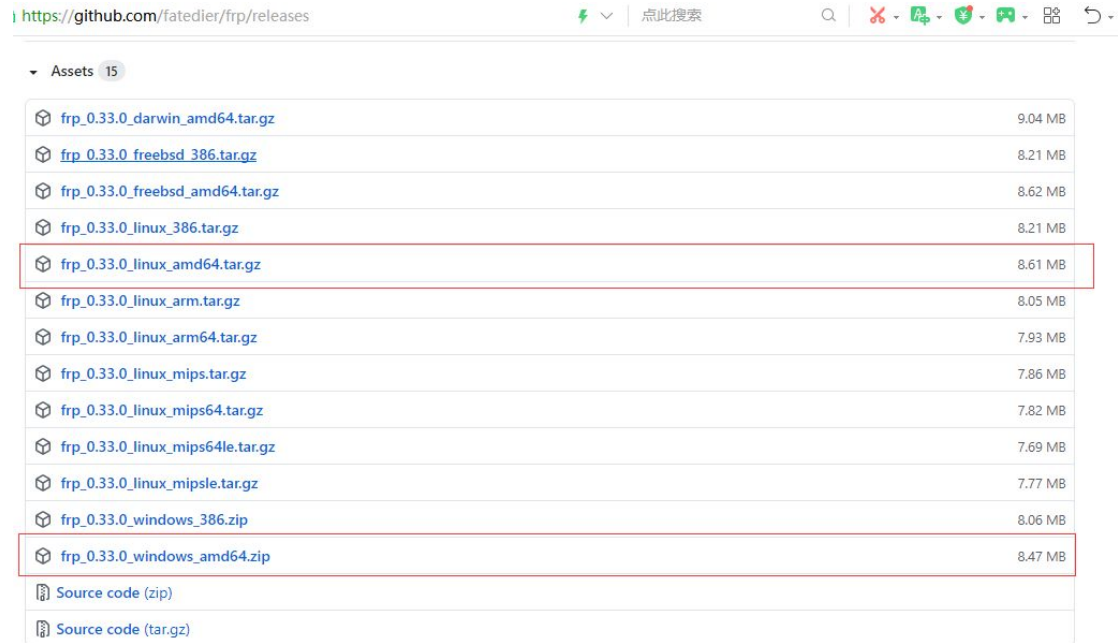 https://github.com/fatedier/frp/releases 点此搜索
Assets 15
frp_0.33.0_darwin_amd64.tar.gz 9.04 MB
frp_0.33.0_freebsd_386.tar.gz 8.21 MB
frp_0.33.0_freebsd_amd64.tar.gz 8.62 MB
frp_0.33.0_linux_386.tar.gz 8.21 MB
frp_0.33.0_linux_amd64.tar.gz 8.61 MB
frp_0.33.0_linux_arm.tar.gz 8.05 MB
frp_0.33.0_linux_arm64.tar.gz 7.93 MB
frp_0.33.0_linux_mips.tar.gz 7.86 MB
frp_0.33.0_linux_mips64.tar.gz 7.82 MB
frp_0.33.0_linux_mips64le.tar.gz 7.69 MB
frp_0.33.0_linux_mipsle.tar.gz 7.77 MB
frp_0.33.0_windows_386.zip 8.06 MB
frp_0.33.0_windows_amd64.zip 8.47 MB
Source code (zip)
Source code (tar.gz)